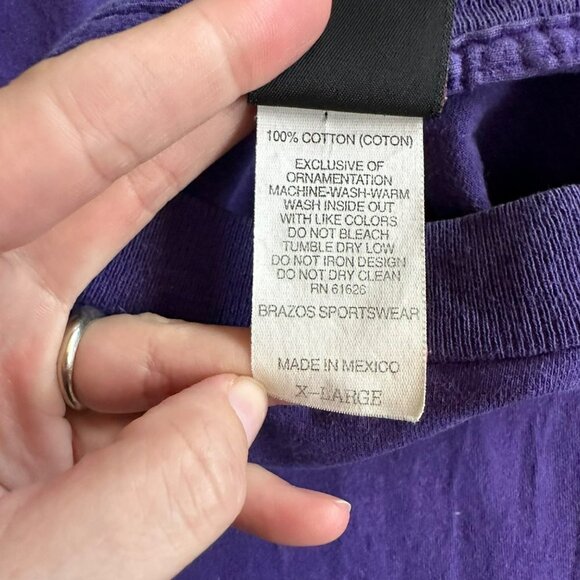 100% COTTON (COTON)
EXCLUSIVE OF
ORNAMENTATION
MACHINE-WASH-WARM
WASH INSIDE OUT
WITH LIKE COLORS
DO NOT BLEACH
TUMBLE DRY LOW
DO NOT IRON DESIGN
DO NOT DRY CLEAN
RN 61626
BRAZOS SPORTSWEAR
MADE IN MEXICO
X-LARGE